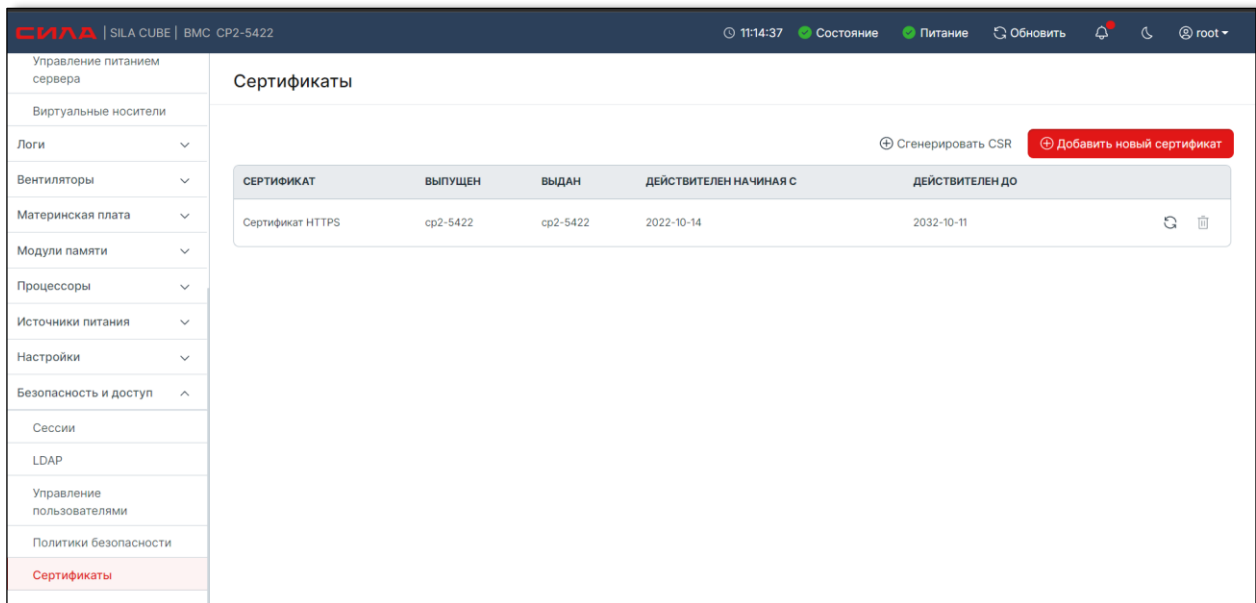 СИЛА | SILA CUBE | BMC CP2-5422 11:14:37 Состояние Питание Обновить root
Управление питанием
сервера
Виртуальные носители
Логи
Вентиляторы
Материнская плата
Модули памяти
Процессоры
Источники питания
Настройки
Безопасность и доступ
Сессии
LDAP
Управление
пользователями
Политики безопасности
Сертификаты
Сертификаты
Сгенерировать CSR Добавить новый сертификат
СЕРТИФИКАТ ВЫПУЩЕН ВЫДАН ДЕЙСТВИТЕЛЕН НАЧИНАЯ С ДЕЙСТВИТЕЛЕН ДО
Сертификат HTTPS cp2-5422 cp2-5422 2022-10-14 2032-10-11